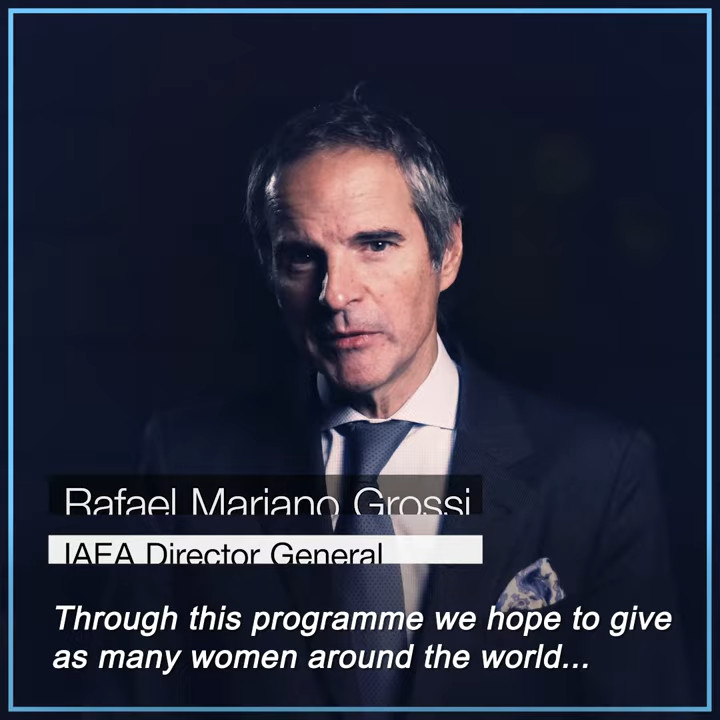 Rafael Mariano Grossi
IAEA Director General
Through this programme we hope to give
as many women around the world...